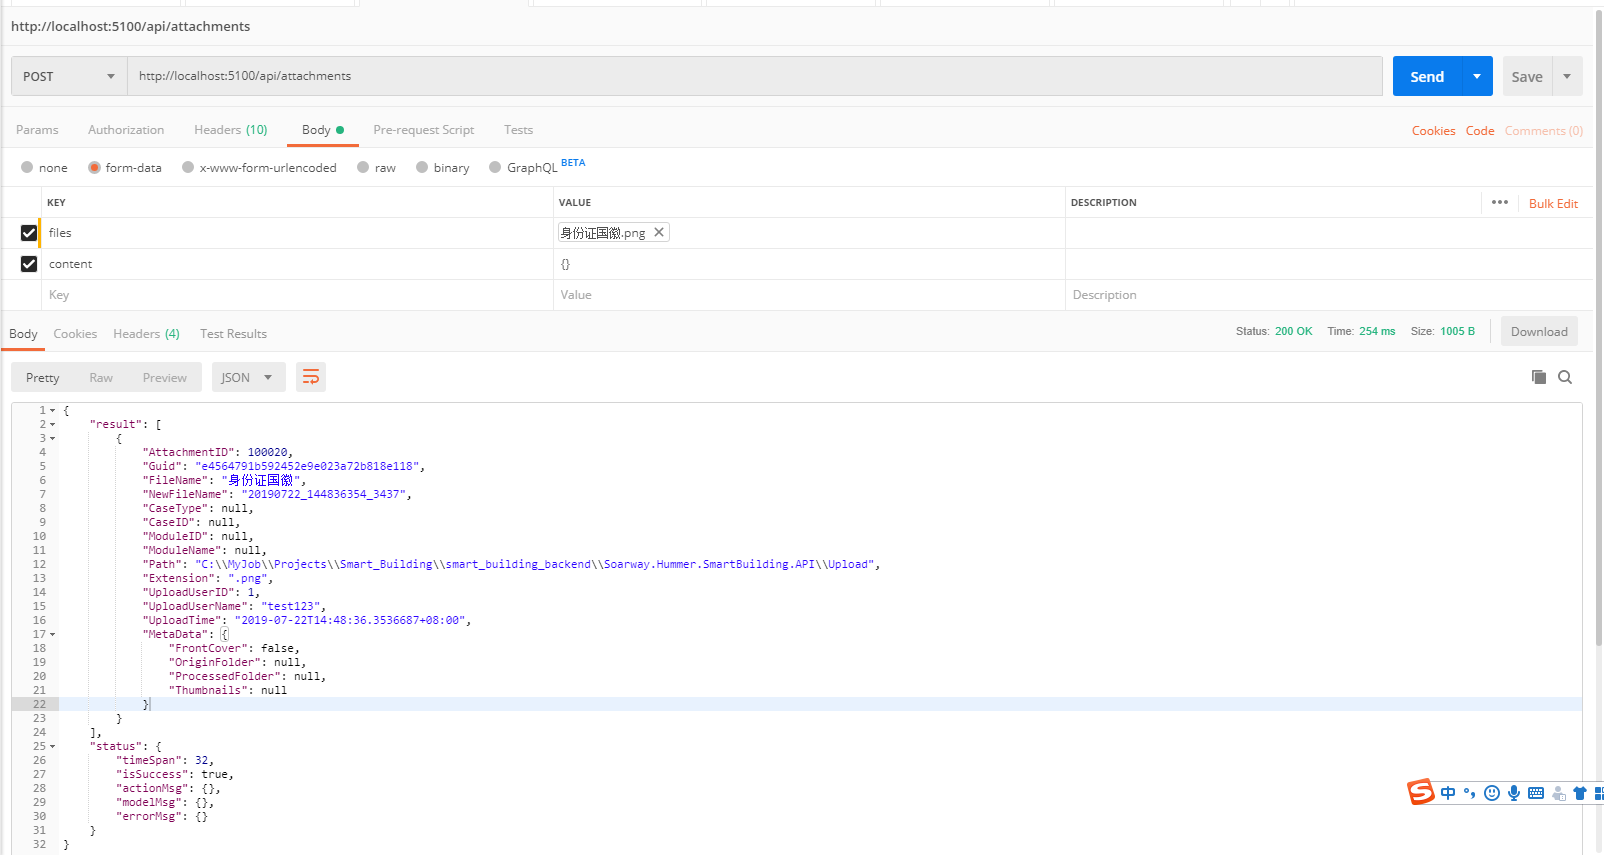 http://localhost:5100/api/attachments
POST http://localhost:5100/api/attachments Send Save
Params Authorization Headers (10) Body Pre-request Script Tests Cookies Code Comments (0)
none form-data x-www-form-urlencoded raw binary GraphQL BETA
KEY VALUE DESCRIPTION ••• Bulk Edit
files 身份证国徽.png ✕
content {}
Key Value Description
Body Cookies Headers (4) Test Results Status: 200 OK Time: 254 ms Size: 1005 B Download
Pretty Raw Preview JSON
1 {
2 "result": [
3 {
4 "AttachmentID": 100020,
5 "Guid": "e4564791b592452e9e023a72b818e118",
6 "FileName": "身份证国徽",
7 "NewFileName": "20190722_144836354_3437",
8 "CaseType": null,
9 "CaseID": null,
10 "ModuleID": null,
11 "ModuleName": null,
12 "Path": "C:\\MyJob\\Projects\\Smart_Building\\smart_building_backend\\Soarway.Hummer.SmartBuilding.API\\Upload",
13 "Extension": ".png",
14 "UploadUserID": 1,
15 "UploadUserName": "test123",
16 "UploadTime": "2019-07-22T14:48:36.3536687+08:00",
17 "MetaData": {
18 "FrontCover": false,
19 "OriginFolder": null,
20 "ProcessedFolder": null,
21 "Thumbnails": null
22 }
23 }
24 ],
25 "status": {
26 "timeSpan": 32,
27 "isSuccess": true,
28 "actionMsg": {},
29 "modelMsg": {},
30 "errorMsg": {}
31 }
32 }
S 中 °,